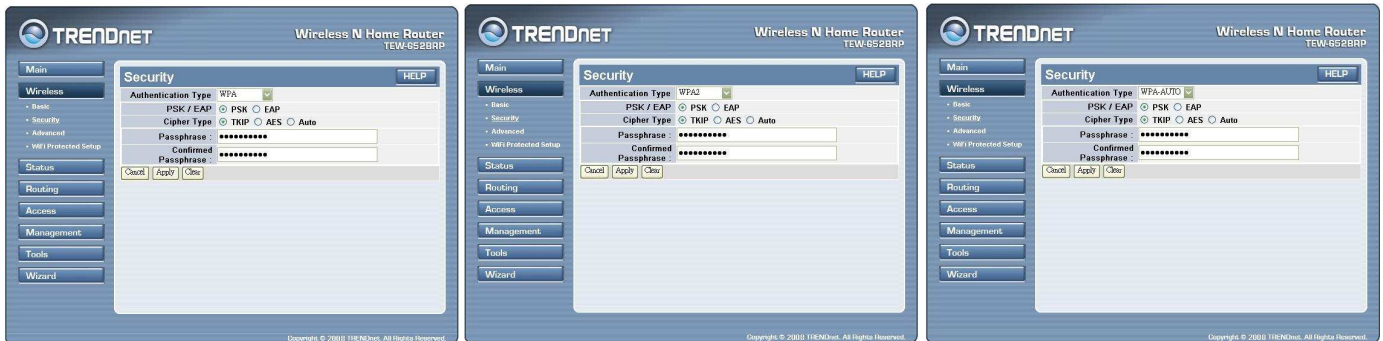 TRENDNET
Wireless N Home Router
TEW-652BRP
Main
Wireless
• Basic
• Security
• Advanced
• WiFi Protected Setup
Status
Routing
Access
Management
Tools
Wizard
Security
HELP
Authentication Type WPA
PSK / EAP PSK EAP
Cipher Type TKIP AES Auto
Passphrase : ••••••••••
Confirmed
Passphrase : ••••••••••
Cancel Apply Clear
Copyright © 2008 TRENDnet. All Rights Reserved.
TRENDNET
Wireless N Home Router
TEW-652BRP
Main
Wireless
• Basic
• Security
• Advanced
• WiFi Protected Setup
Status
Routing
Access
Management
Tools
Wizard
Security
HELP
Authentication Type WPA2
PSK / EAP PSK EAP
Cipher Type TKIP AES Auto
Passphrase : ••••••••••
Confirmed
Passphrase : ••••••••••
Cancel Apply Clear
Copyright © 2008 TRENDnet. All Rights Reserved.
TRENDNET
Wireless N Home Router
TEW-652BRP
Main
Wireless
• Basic
• Security
• Advanced
• WiFi Protected Setup
Status
Routing
Access
Management
Tools
Wizard
Security
HELP
Authentication Type WPA-AUTO
PSK / EAP PSK EAP
Cipher Type TKIP AES Auto
Passphrase : ••••••••••
Confirmed
Passphrase : ••••••••••
Cancel Apply Clear
Copyright © 2008 TRENDnet. All Rights Reserved.